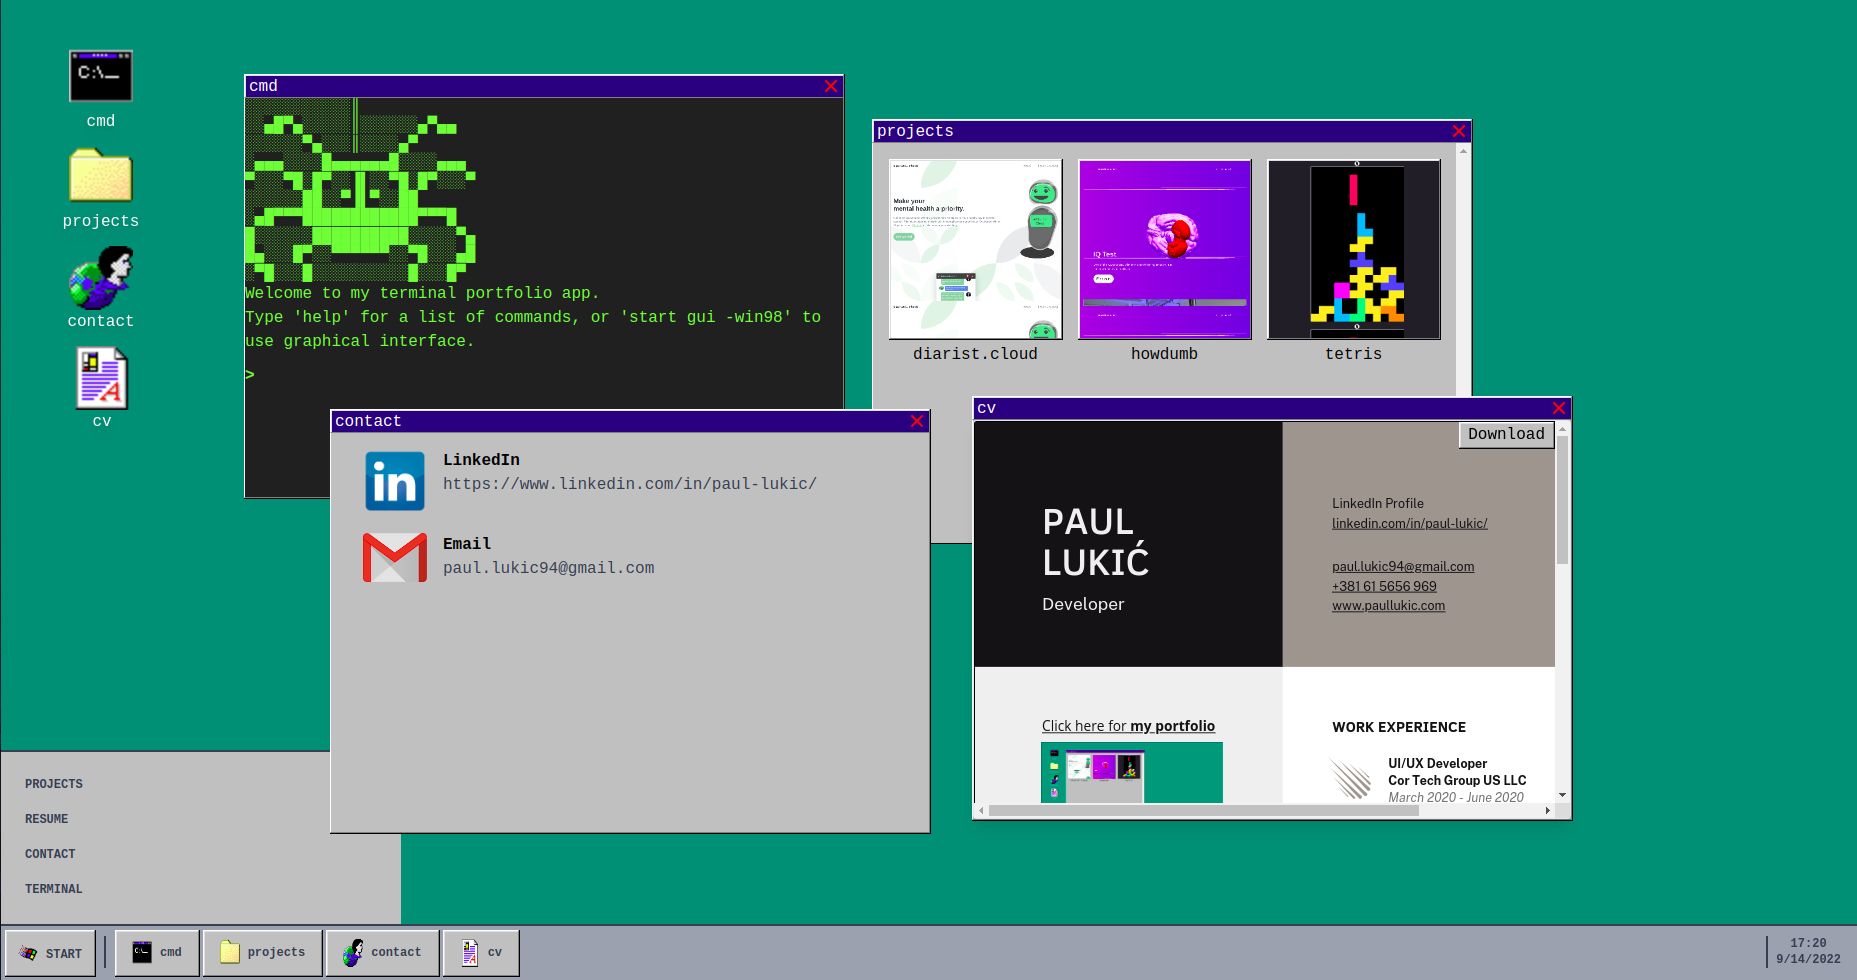 cmd
projects
contact
cv
cmd
Welcome to my terminal portfolio app.
Type 'help' for a list of commands, or 'start gui -win98' to
use graphical interface.
>
projects
Make your
mental health a priority.
IQ Test
diarist.cloud
howdumb
tetris
contact
LinkedIn
https://www.linkedin.com/in/paul-lukic/
Email
paul.lukic94@gmail.com
cv
Download
PAUL
LUKIĆ
Developer
LinkedIn Profile
linkedin.com/in/paul-lukic/
paul.lukic94@gmail.com
+381 61 5656 969
www.paullukic.com
Click here for my portfolio
WORK EXPERIENCE
UI/UX Developer
Cor Tech Group US LLC
March 2020 - June 2020
PROJECTS
RESUME
CONTACT
TERMINAL
START
cmd
projects
contact
cv
17:20
9/14/2022